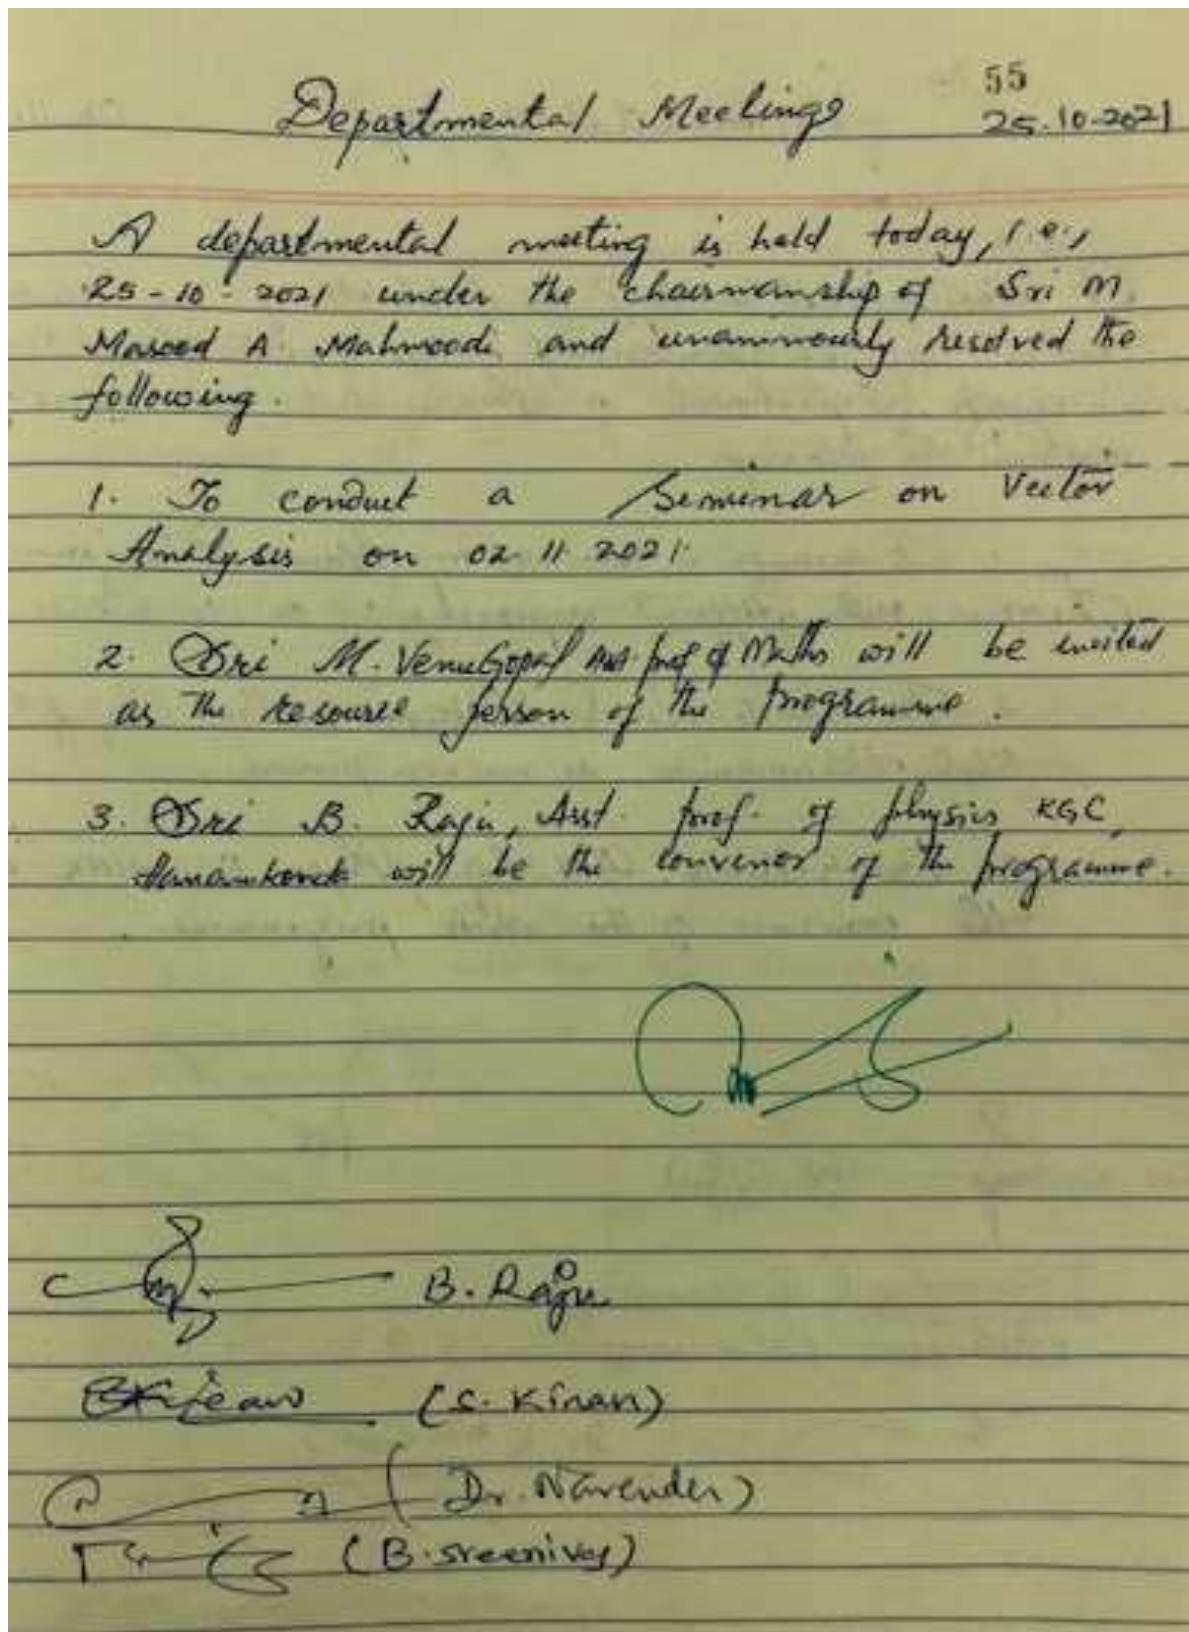 55
Departmental Meeting
25-10-2021
A departmental meeting is held today, i.e.,
25-10-2021 under the chairmanship of Sri M
Masood A Mahmoodi and unanimously resolved the
following.
1. To conduct a Seminar on Vector
Analysis on 02.11.2021.
2. Sri M. VenuGopal Asst. prof of Maths will be invited
as the resource person of the programme.
3. Sri B. Raju, Asst. prof. of physics KGC,
Hanamkonda will be the convenor of the programme.
B. Raju
(S. Kiran)
(Dr. Narender)
(B. Sreenivas)